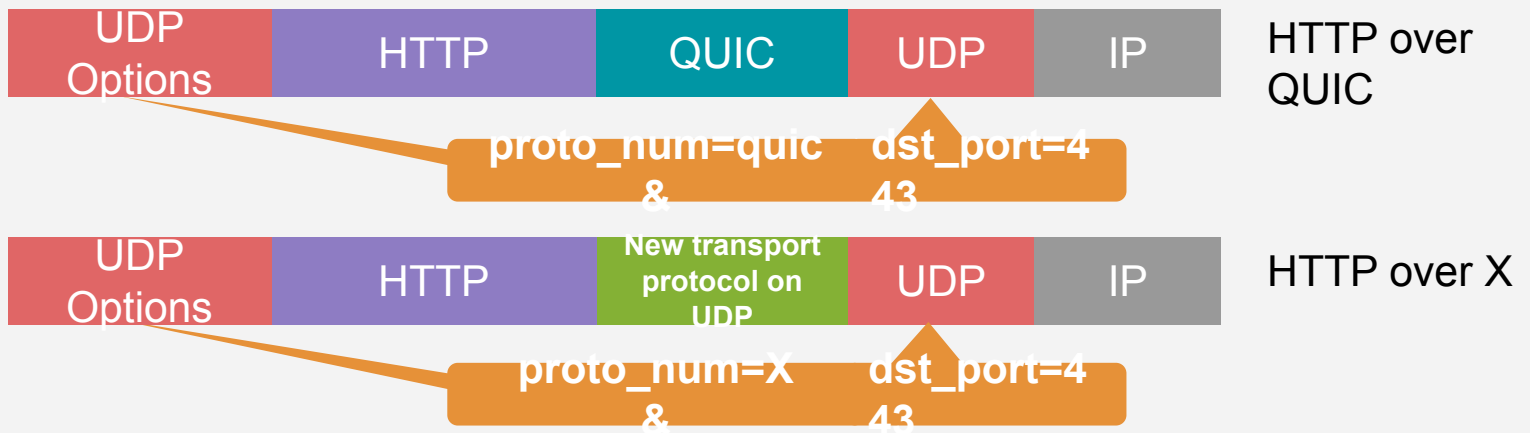 UDP
Options
HTTP
QUIC
UDP
IP
HTTP over
QUIC
proto_num=quic
&
dst_port=4
43
UDP
Options
HTTP
New transport
protocol on
UDP
UDP
IP
HTTP over X
proto_num=X
&
dst_port=4
43